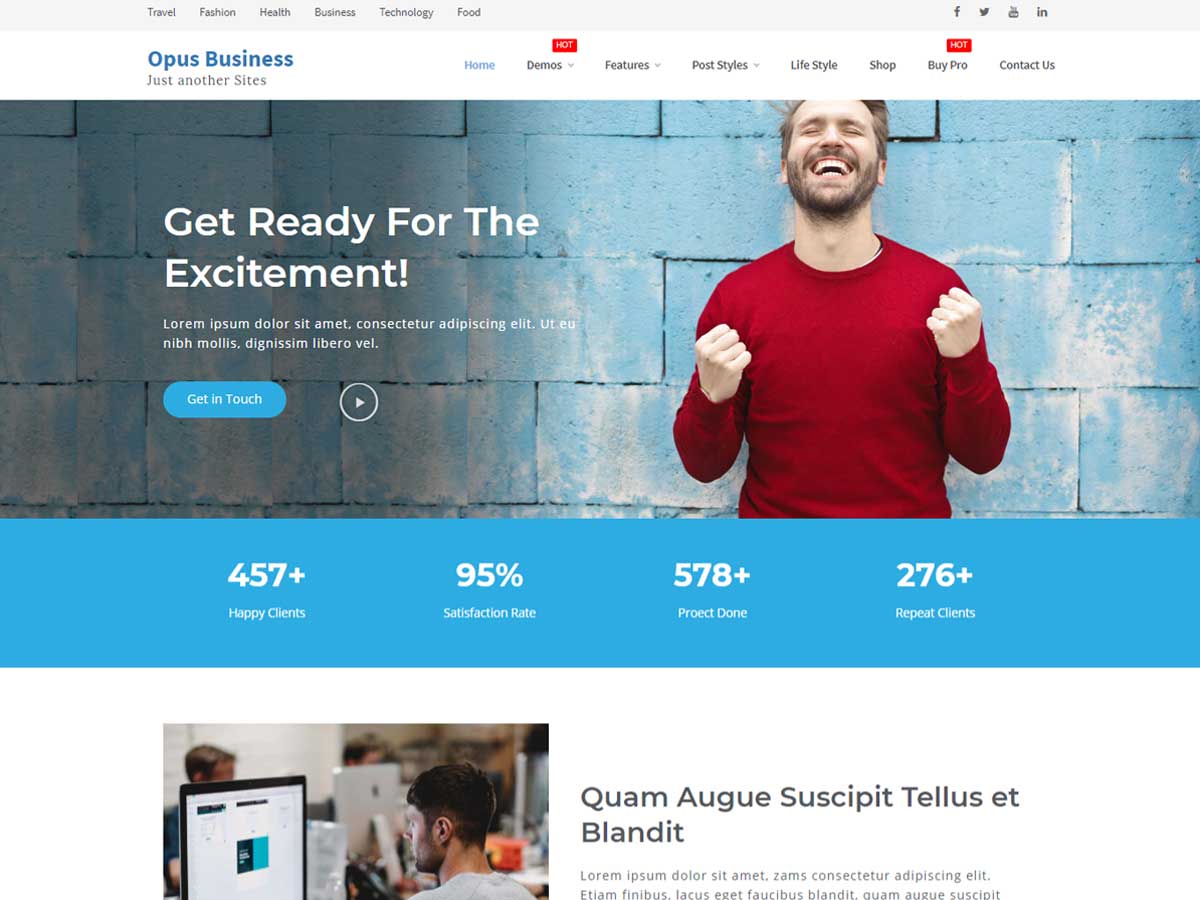 Travel Fashion Health Business Technology Food
HOT HOT
Opus Business
Just another Sites
Home Demos Features Post Styles Life Style Shop Buy Pro Contact Us
Get Ready For The
Excitement!
Lorem ipsum dolor sit amet, consectetur adipiscing elit. Ut eu
nibh mollis, dignissim libero vel.
Get in Touch
457+ 95% 578+ 276+
Happy Clients Satisfaction Rate Proect Done Repeat Clients
Quam Augue Suscipit Tellus et
Blandit
Lorem ipsum dolor sit amet, zams consectetur adipiscing elit.
Etiam finibus, lacus eget faucibus blandit, quam augue suscipit